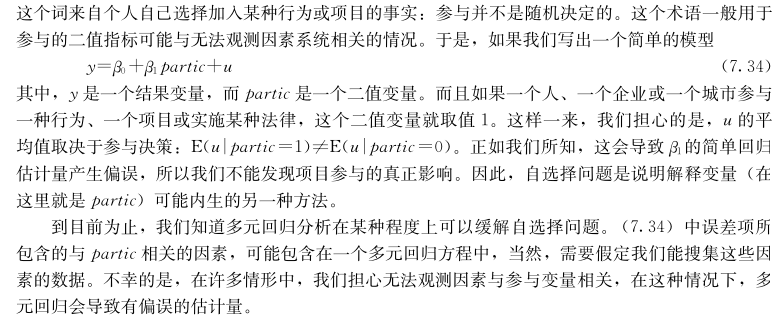 这个词来自个人自己选择加入某种行为或项目的事实：参与并不是随机决定的。这个术语一般用于
参与的二值指标可能与无法观测因素系统相关的情况。于是，如果我们写出一个简单的模型
y=β₀+β₁partic+u (7.34)
其中，y 是一个结果变量，而 partic 是一个二值变量。而且如果一个人、一个企业或一个城市参与
一种行为、一个项目或实施某种法律，这个二值变量就取值 1。这样一来，我们担心的是，u 的平
均值取决于参与决策：E(u|partic=1)≠E(u|partic=0)。正如我们所知，这会导致 β₁的简单回归
估计量产生偏误，所以我们不能发现项目参与的真正影响。因此，自选择问题是说明解释变量（在
这里就是 partic）可能内生的另一种方法。
到目前为止，我们知道多元回归分析在某种程度上可以缓解自选择问题。（7.34）中误差项所
包含的与 partic 相关的因素，可能包含在一个多元回归方程中，当然，需要假定我们能搜集这些因
素的数据。不幸的是，在许多情形中，我们担心无法观测因素与参与变量相关，在这种情况下，多
元回归会导致有偏误的估计量。